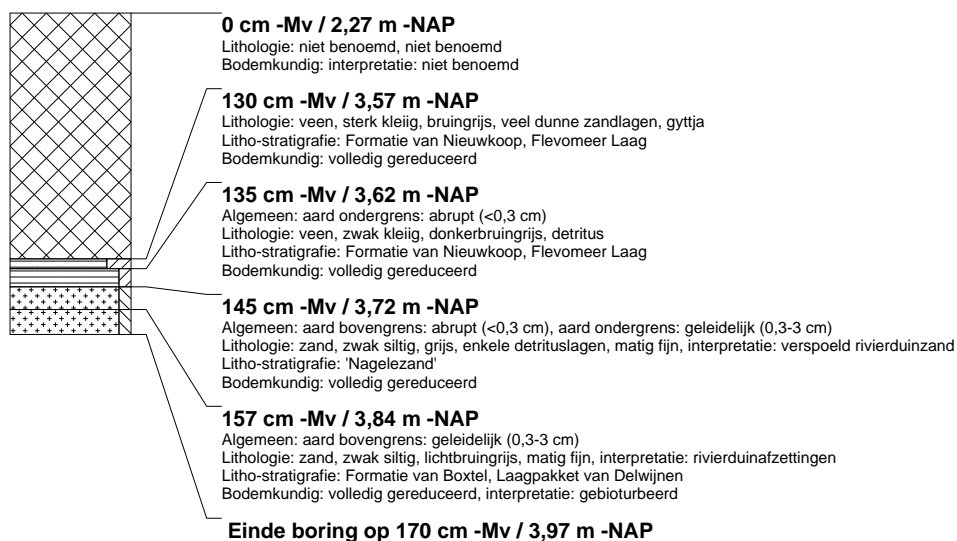 0 cm -Mv / 2,27 m -NAP
Lithologie: niet benoemd, niet benoemd
Bodemkundig: interpretatie: niet benoemd
130 cm -Mv / 3,57 m -NAP
Lithologie: veen, sterk kleiig, bruingrijs, veel dunne zandlagen, gyttja
Litho-stratigrafie: Formatie van Nieuwkoop, Flevomeer Laag
Bodemkundig: volledig gereduceerd
135 cm -Mv / 3,62 m -NAP
Algemeen: aard ondergrens: abrupt (<0,3 cm)
Lithologie: veen, zwak kleiig, donkerbruingrijs, detritus
Litho-stratigrafie: Formatie van Nieuwkoop, Flevomeer Laag
Bodemkundig: volledig gereduceerd
145 cm -Mv / 3,72 m -NAP
Algemeen: aard bovengrens: abrupt (<0,3 cm), aard ondergrens: geleidelijk (0,3-3 cm)
Lithologie: zand, zwak siltig, grijs, enkele detrituslagen, matig fijn, interpretatie: verspoeld rivierduinzand
Litho-stratigrafie: 'Nagelezand'
Bodemkundig: volledig gereduceerd
157 cm -Mv / 3,84 m -NAP
Algemeen: aard bovengrens: geleidelijk (0,3-3 cm)
Lithologie: zand, zwak siltig, lichtbruingrijs, matig fijn, interpretatie: rivierduinafzettingen
Litho-stratigrafie: Formatie van Boxtel, Laagpakket van Delwijnen
Bodemkundig: volledig gereduceerd, interpretatie: gebioturbeerd
Einde boring op 170 cm -Mv / 3,97 m -NAP